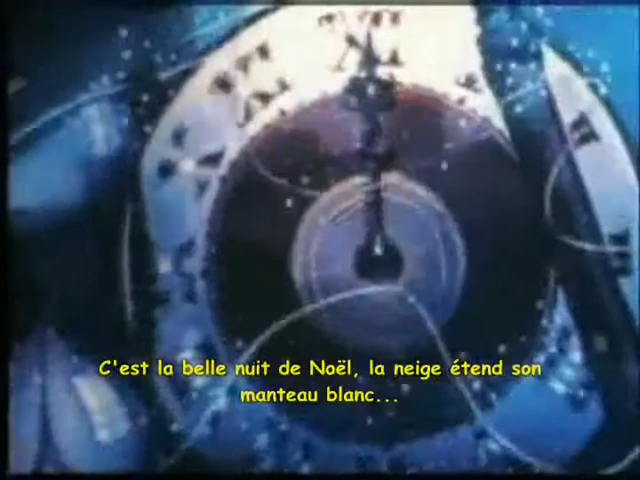 C'est la belle nuit de Noël, la neige étend son
manteau blanc...